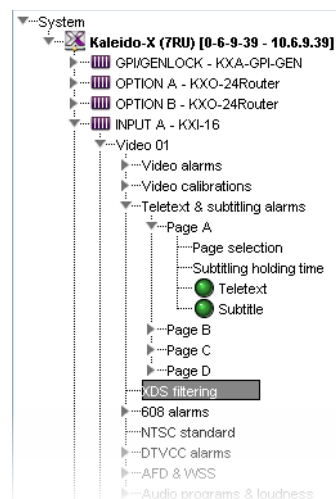 System
Kaleido-X (7RU) [0-6-9-39 - 10.6.9.39]
GPI/GENLOCK - KXA-GPI-GEN
OPTION A - KXO-24Router
OPTION B - KXO-24Router
INPUT A - KXI-16
Video 01
Video alarms
Video calibrations
Teletext & subtitling alarms
Page A
Page selection
Subtitling holding time
Teletext
Subtitle
Page B
Page C
Page D
XDS filtering
608 alarms
NTSC standard
DTVCC alarms
AFD & WSS
Audio programs & loudness